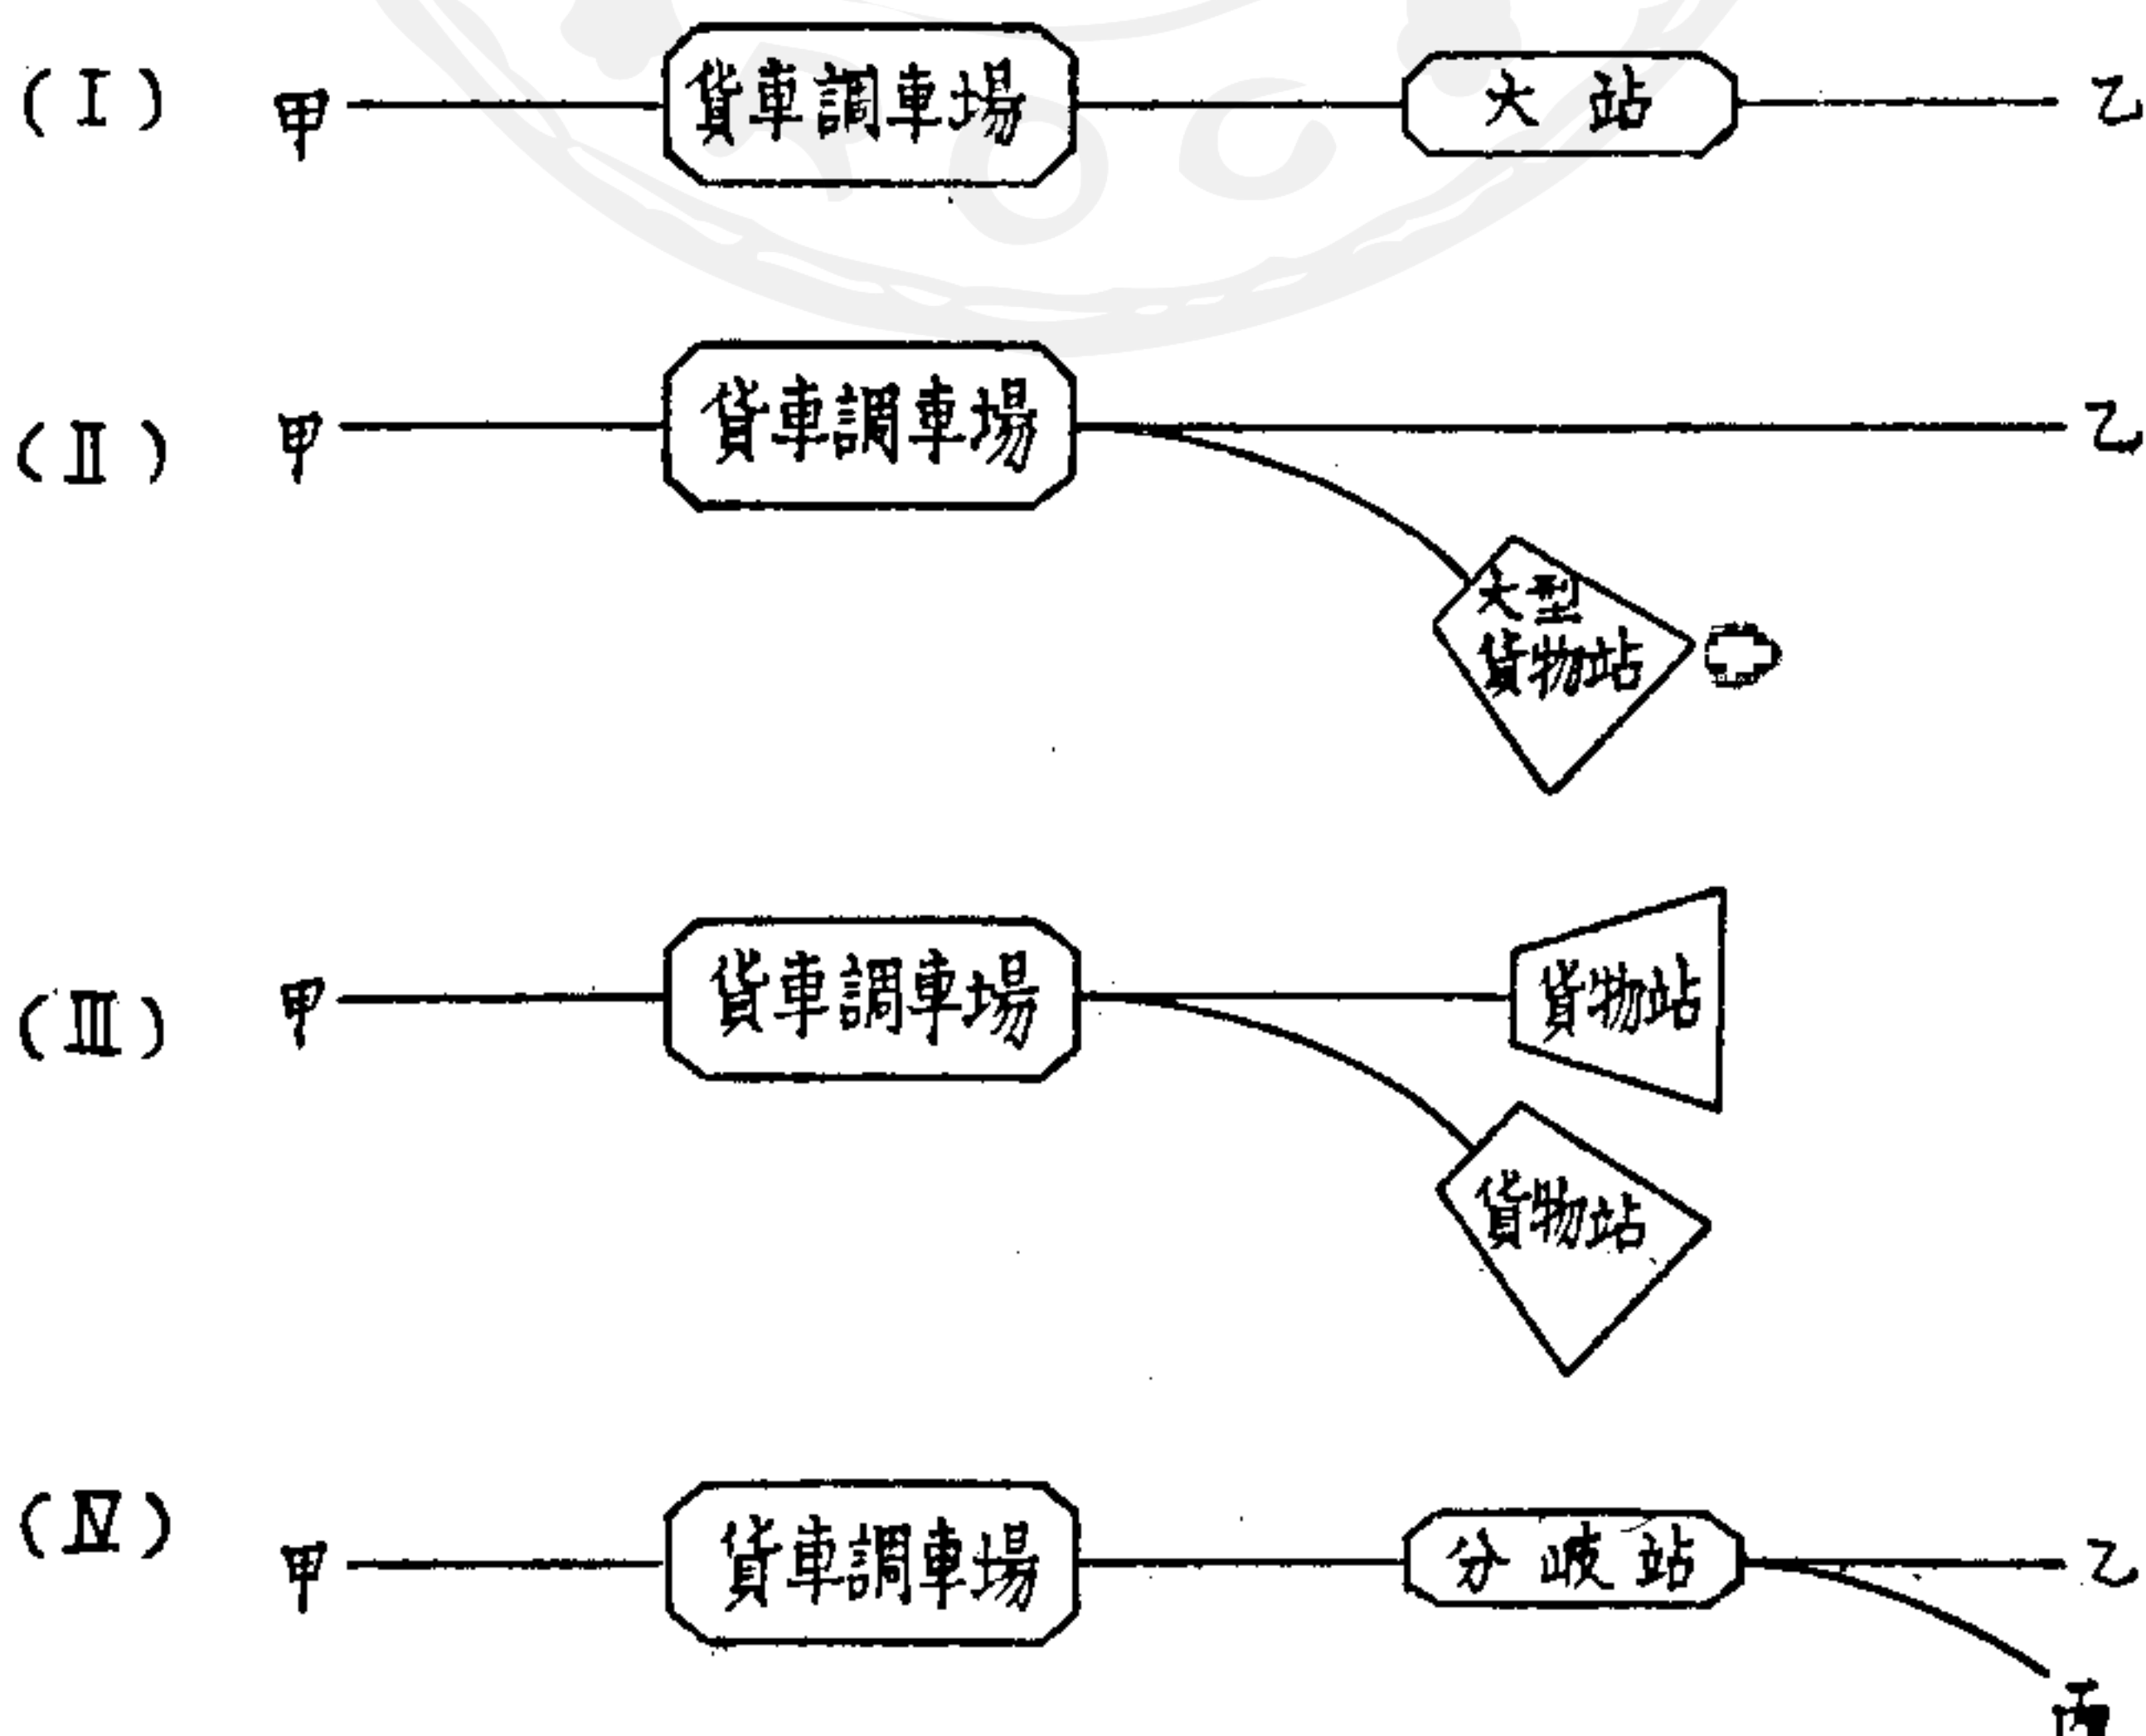 (I) 甲 貨車調車場 大站 乙
(II) 甲 貨車調車場 乙
大型
貨物站
(III) 甲 貨車調車場 貨物站
貨物站
(IV) 甲 貨車調車場 分岐站 乙
丙
ROC